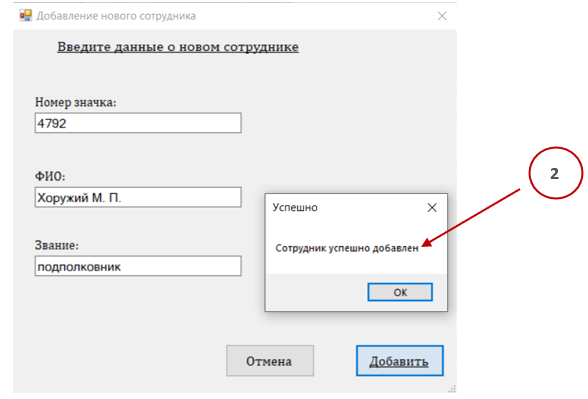 Добавление нового сотрудника
Введите данные о новом сотруднике
Номер значка:
4792
ФИО:
Хоружий М. П.
Звание:
подполковник
Успешно
Сотрудник успешно добавлен
ОК
2
Отмена
Добавить